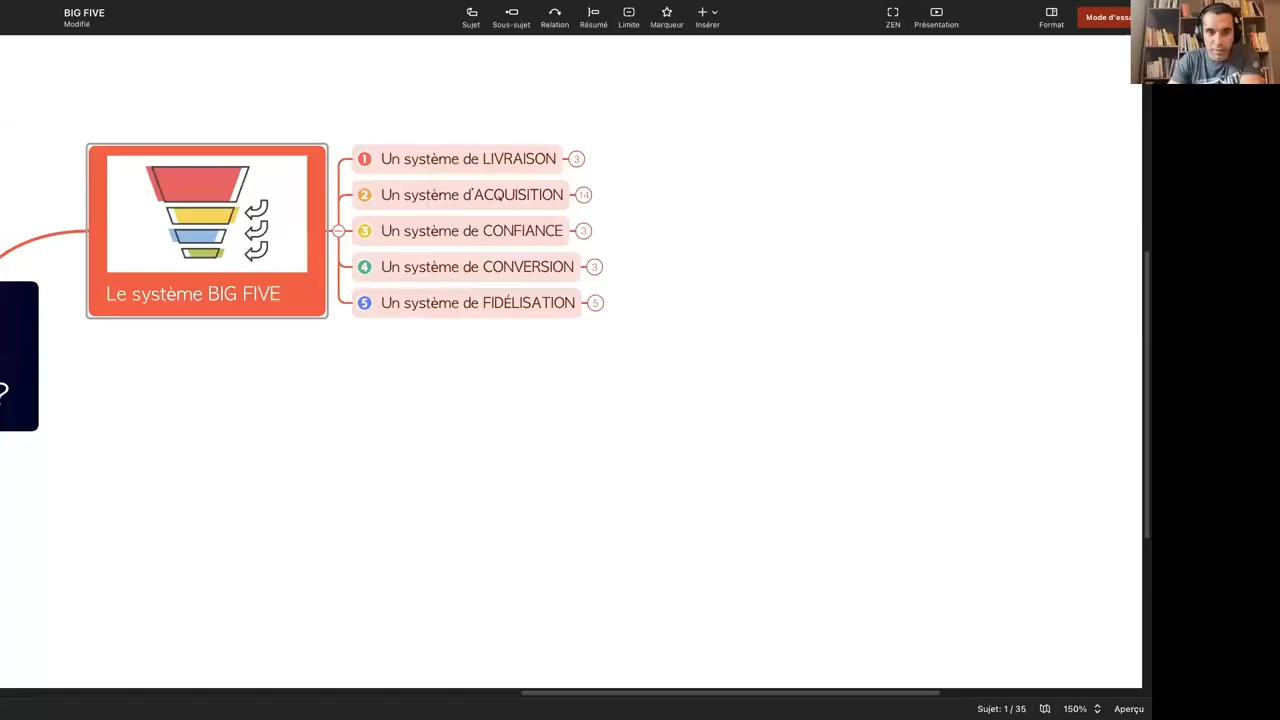 BIG FIVE
Modifié
Sujet
Sous-sujet
Relation
Résumé
Limite
Marqueur
Insérer
ZEN
Présentation
Format
Mode d'essa
1 Un système de LIVRAISON 3
2 Un système d'ACQUISITION 14
3 Un système de CONFIANCE 3
4 Un système de CONVERSION 3
5 Un système de FIDÉLISATION 5
Le système BIG FIVE
?
Sujet: 1 / 35
150%
Aperçu